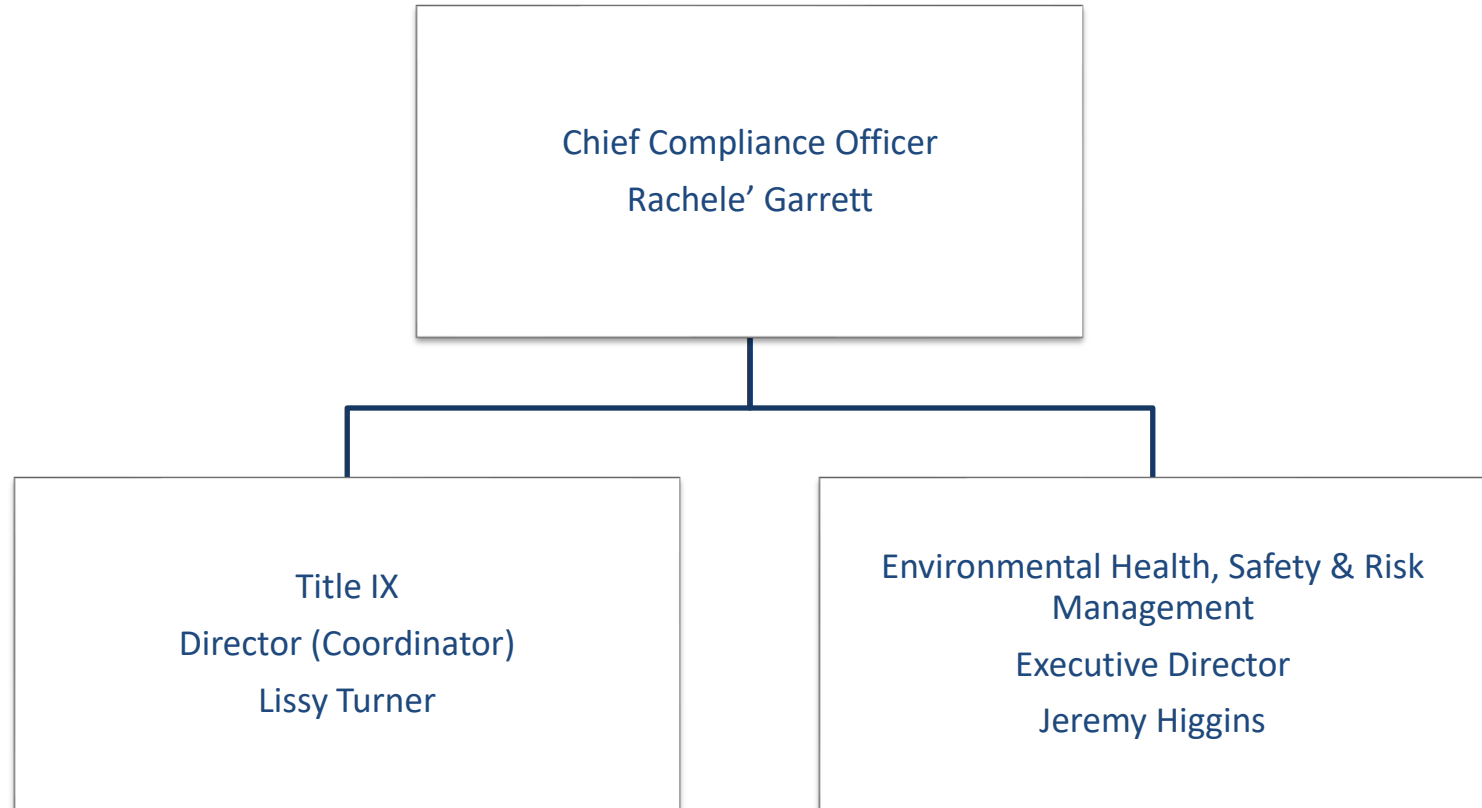 Chief Compliance Officer
Rachele’ Garrett
Title IX
Director (Coordinator)
Lissy Turner
Environmental Health, Safety & Risk
Management
Executive Director
Jeremy Higgins